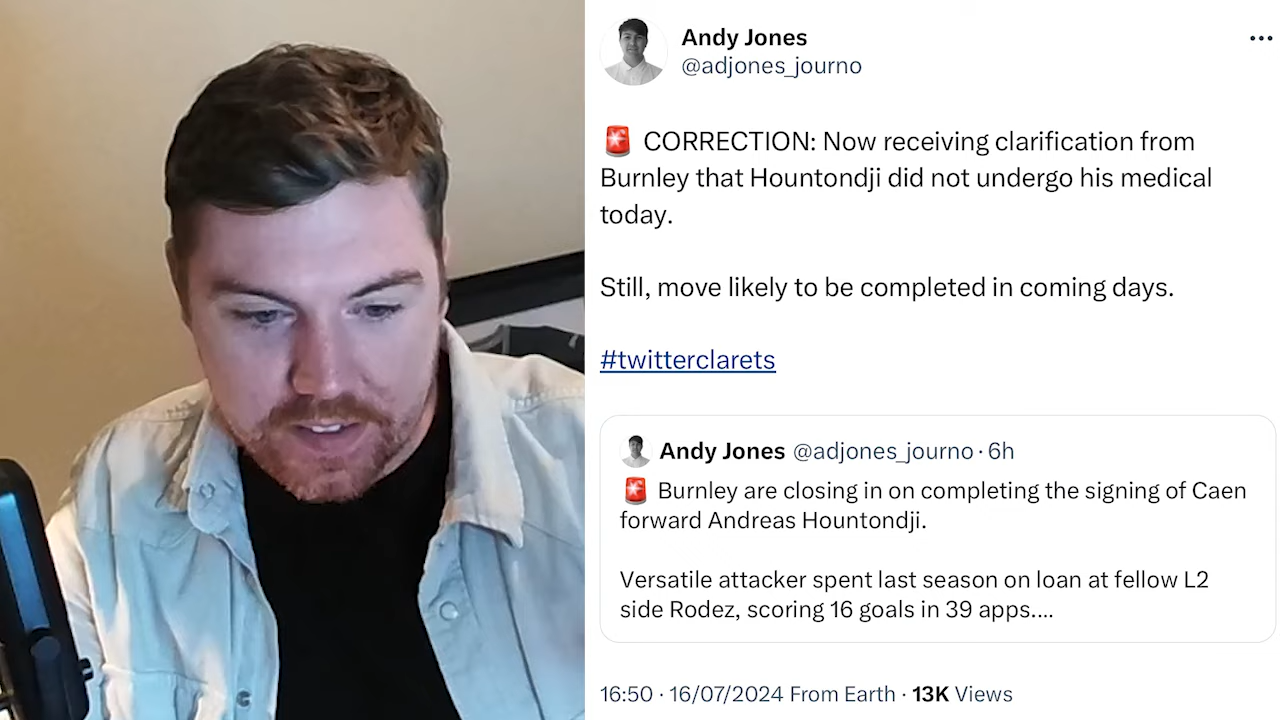 Andy Jones
@adjones_journo
🚨 CORRECTION: Now receiving clarification from
Burnley that Hountondji did not undergo his medical
today.
Still, move likely to be completed in coming days.
#twitterclarets
Andy Jones @adjones_journo · 6h
🚨 Burnley are closing in on completing the signing of Caen
forward Andreas Hountondji.
Versatile attacker spent last season on loan at fellow L2
side Rodez, scoring 16 goals in 39 apps....
16:50 · 16/07/2024 From Earth · 13K Views